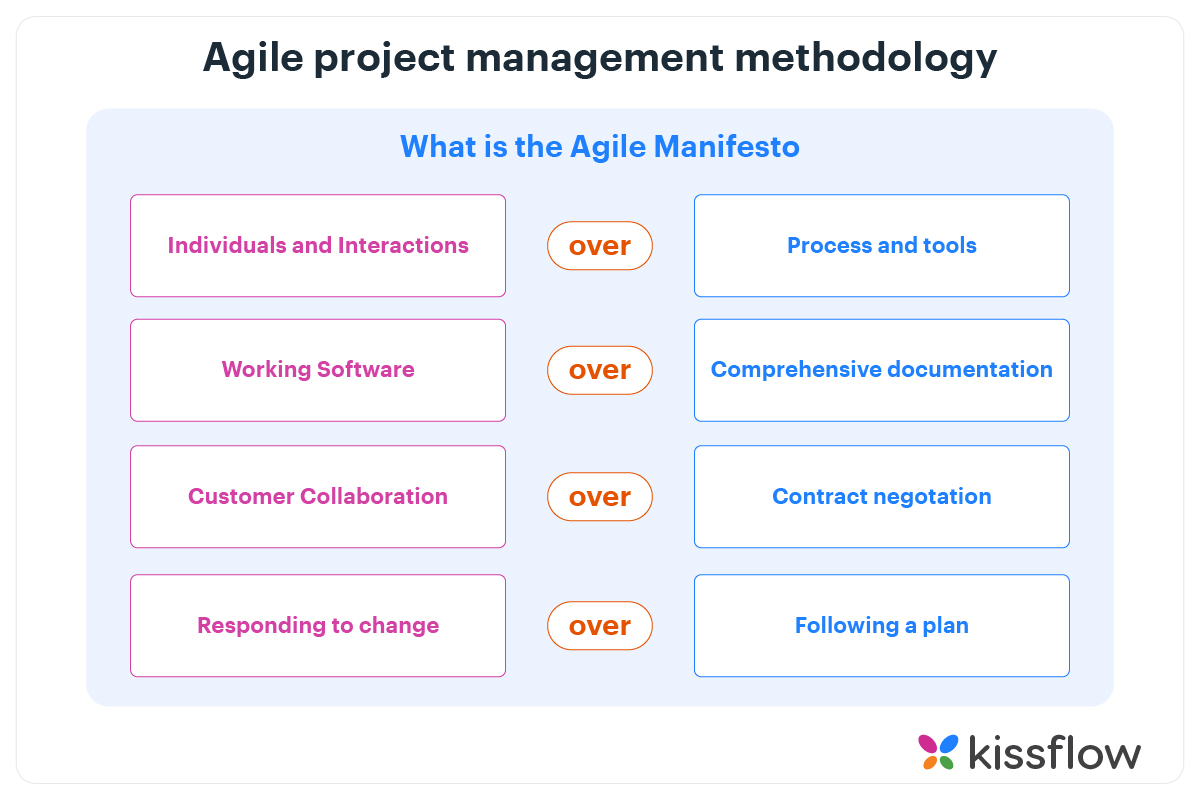 Agile project management methodology
What is the Agile Manifesto
Individuals and Interactions
over
Process and tools
Working Software
over
Comprehensive documentation
Customer Collaboration
over
Contract negotation
Responding to change
over
Following a plan
kissflow